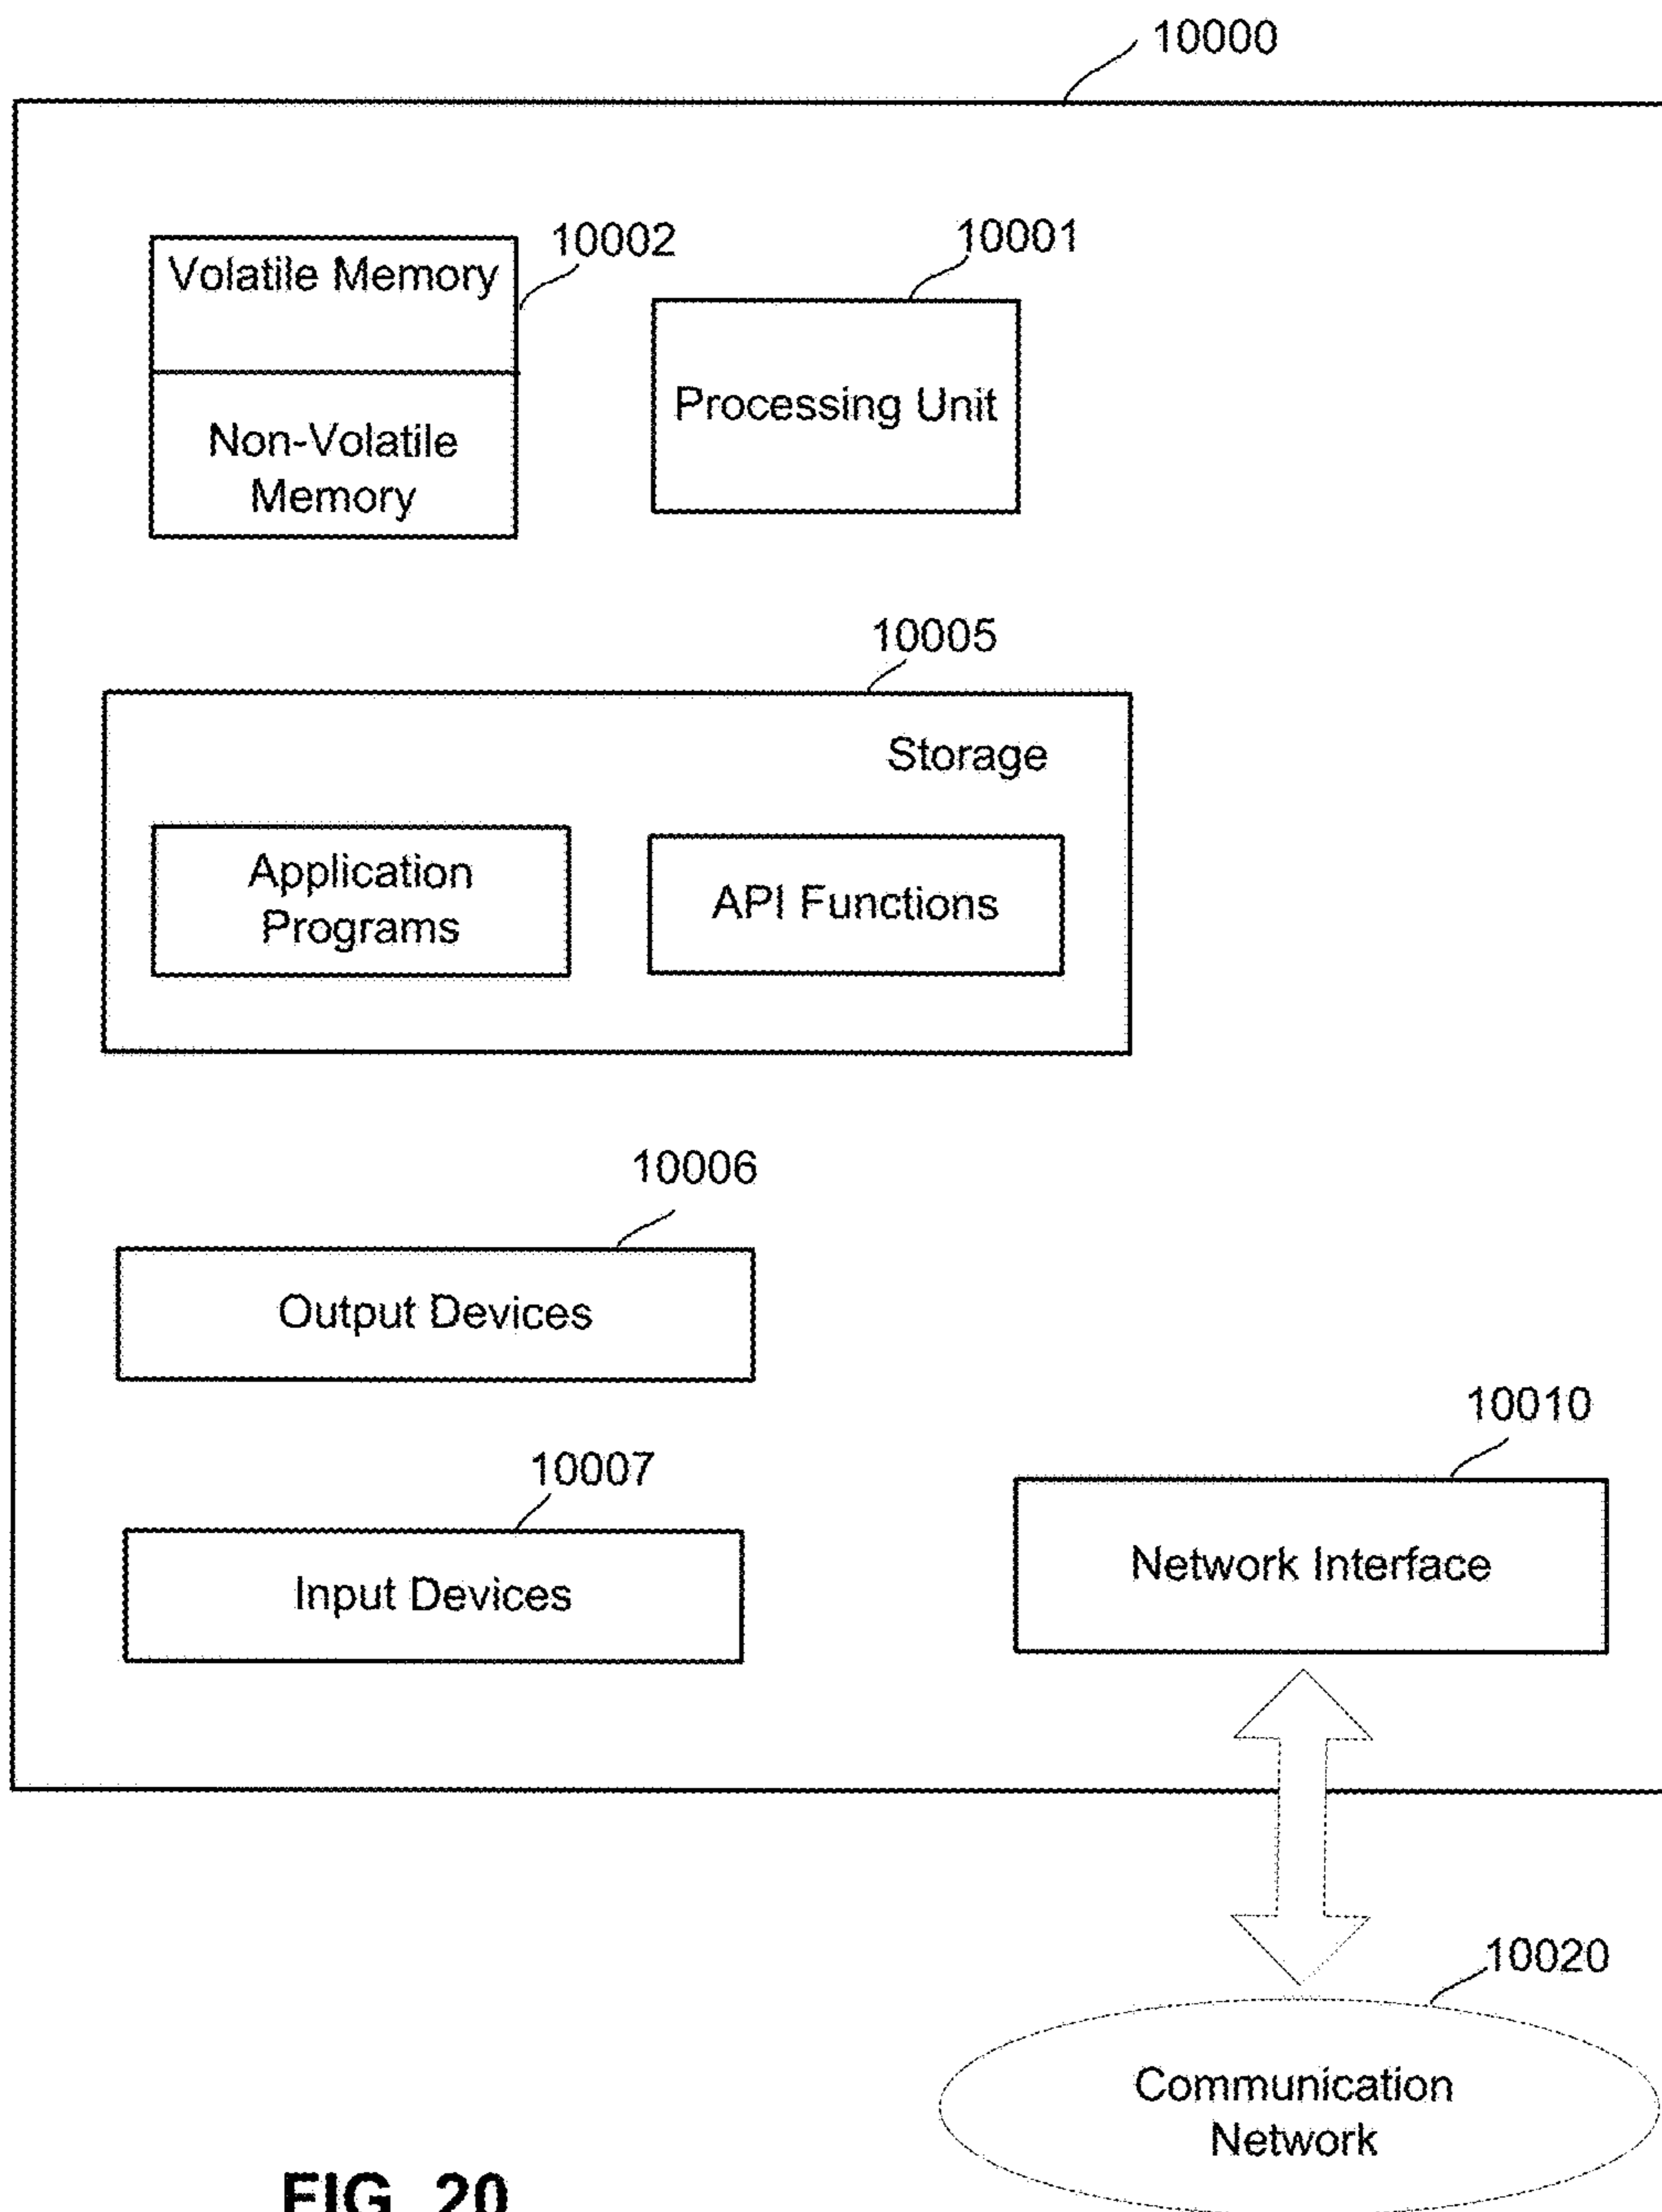 10000
10002
10001
Volatile Memory
Non-Volatile
Memory
Processing Unit
10005
Storage
Application
Programs
API Functions
10006
Output Devices
10007
Input Devices
10010
Network Interface
10020
Communication
Network
FIG. 20